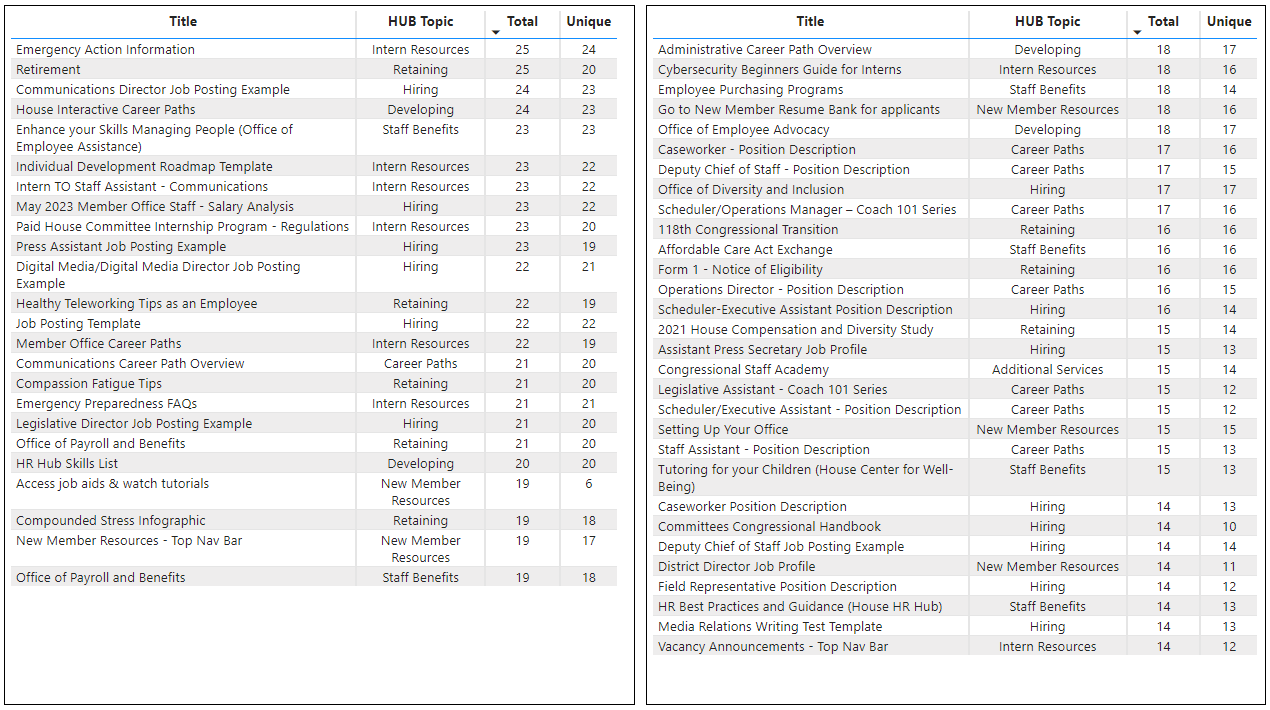 Title HUB Topic Total Unique
Emergency Action Information Intern Resources 25 24
Retirement Retaining 25 20
Communications Director Job Posting Example Hiring 24 23
House Interactive Career Paths Developing 24 23
Enhance your Skills Managing People (Office of Staff Benefits 23 23
Employee Assistance)
Individual Development Roadmap Template Intern Resources 23 22
Intern TO Staff Assistant - Communications Intern Resources 23 22
May 2023 Member Office Staff - Salary Analysis Hiring 23 22
Paid House Committee Internship Program - Regulations Intern Resources 23 20
Press Assistant Job Posting Example Hiring 23 19
Digital Media/Digital Media Director Job Posting Hiring 22 21
Example
Healthy Teleworking Tips as an Employee Retaining 22 19
Job Posting Template Hiring 22 22
Member Office Career Paths Intern Resources 22 19
Communications Career Path Overview Career Paths 21 20
Compassion Fatigue Tips Retaining 21 20
Emergency Preparedness FAQs Intern Resources 21 21
Legislative Director Job Posting Example Hiring 21 20
Office of Payroll and Benefits Retaining 21 20
HR Hub Skills List Developing 20 20
Access job aids & watch tutorials New Member 19 6
Resources
Compounded Stress Infographic Retaining 19 18
New Member Resources - Top Nav Bar New Member 19 17
Resources
Office of Payroll and Benefits Staff Benefits 19 18
Title HUB Topic Total Unique
Administrative Career Path Overview Developing 18 17
Cybersecurity Beginners Guide for Interns Intern Resources 18 16
Employee Purchasing Programs Staff Benefits 18 14
Go to New Member Resume Bank for applicants New Member Resources 18 16
Office of Employee Advocacy Developing 18 17
Caseworker - Position Description Career Paths 17 16
Deputy Chief of Staff - Position Description Career Paths 17 15
Office of Diversity and Inclusion Hiring 17 17
Scheduler/Operations Manager – Coach 101 Series Career Paths 17 16
118th Congressional Transition Retaining 16 16
Affordable Care Act Exchange Staff Benefits 16 16
Form 1 - Notice of Eligibility Retaining 16 16
Operations Director - Position Description Career Paths 16 15
Scheduler-Executive Assistant Position Description Hiring 16 14
2021 House Compensation and Diversity Study Retaining 15 14
Assistant Press Secretary Job Profile Hiring 15 13
Congressional Staff Academy Additional Services 15 14
Legislative Assistant - Coach 101 Series Career Paths 15 12
Scheduler/Executive Assistant - Position Description Career Paths 15 12
Setting Up Your Office New Member Resources 15 15
Staff Assistant - Position Description Career Paths 15 13
Tutoring for your Children (House Center for Well- Staff Benefits 15 13
Being)
Caseworker Position Description Hiring 14 13
Committees Congressional Handbook Hiring 14 10
Deputy Chief of Staff Job Posting Example Hiring 14 14
District Director Job Profile New Member Resources 14 11
Field Representative Position Description Hiring 14 12
HR Best Practices and Guidance (House HR Hub) Staff Benefits 14 13
Media Relations Writing Test Template Hiring 14 13
Vacancy Announcements - Top Nav Bar Intern Resources 14 12